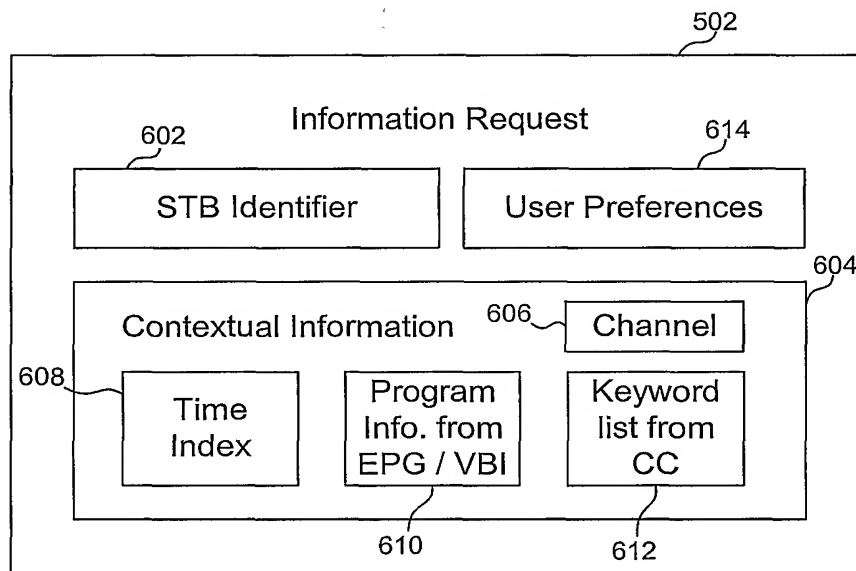 502
Information Request
602
614
STB Identifier
User Preferences
604
Contextual Information
606
Channel
608
Time
Index
Program
Info. from
EPG / VBI
Keyword
list from
CC
610
612